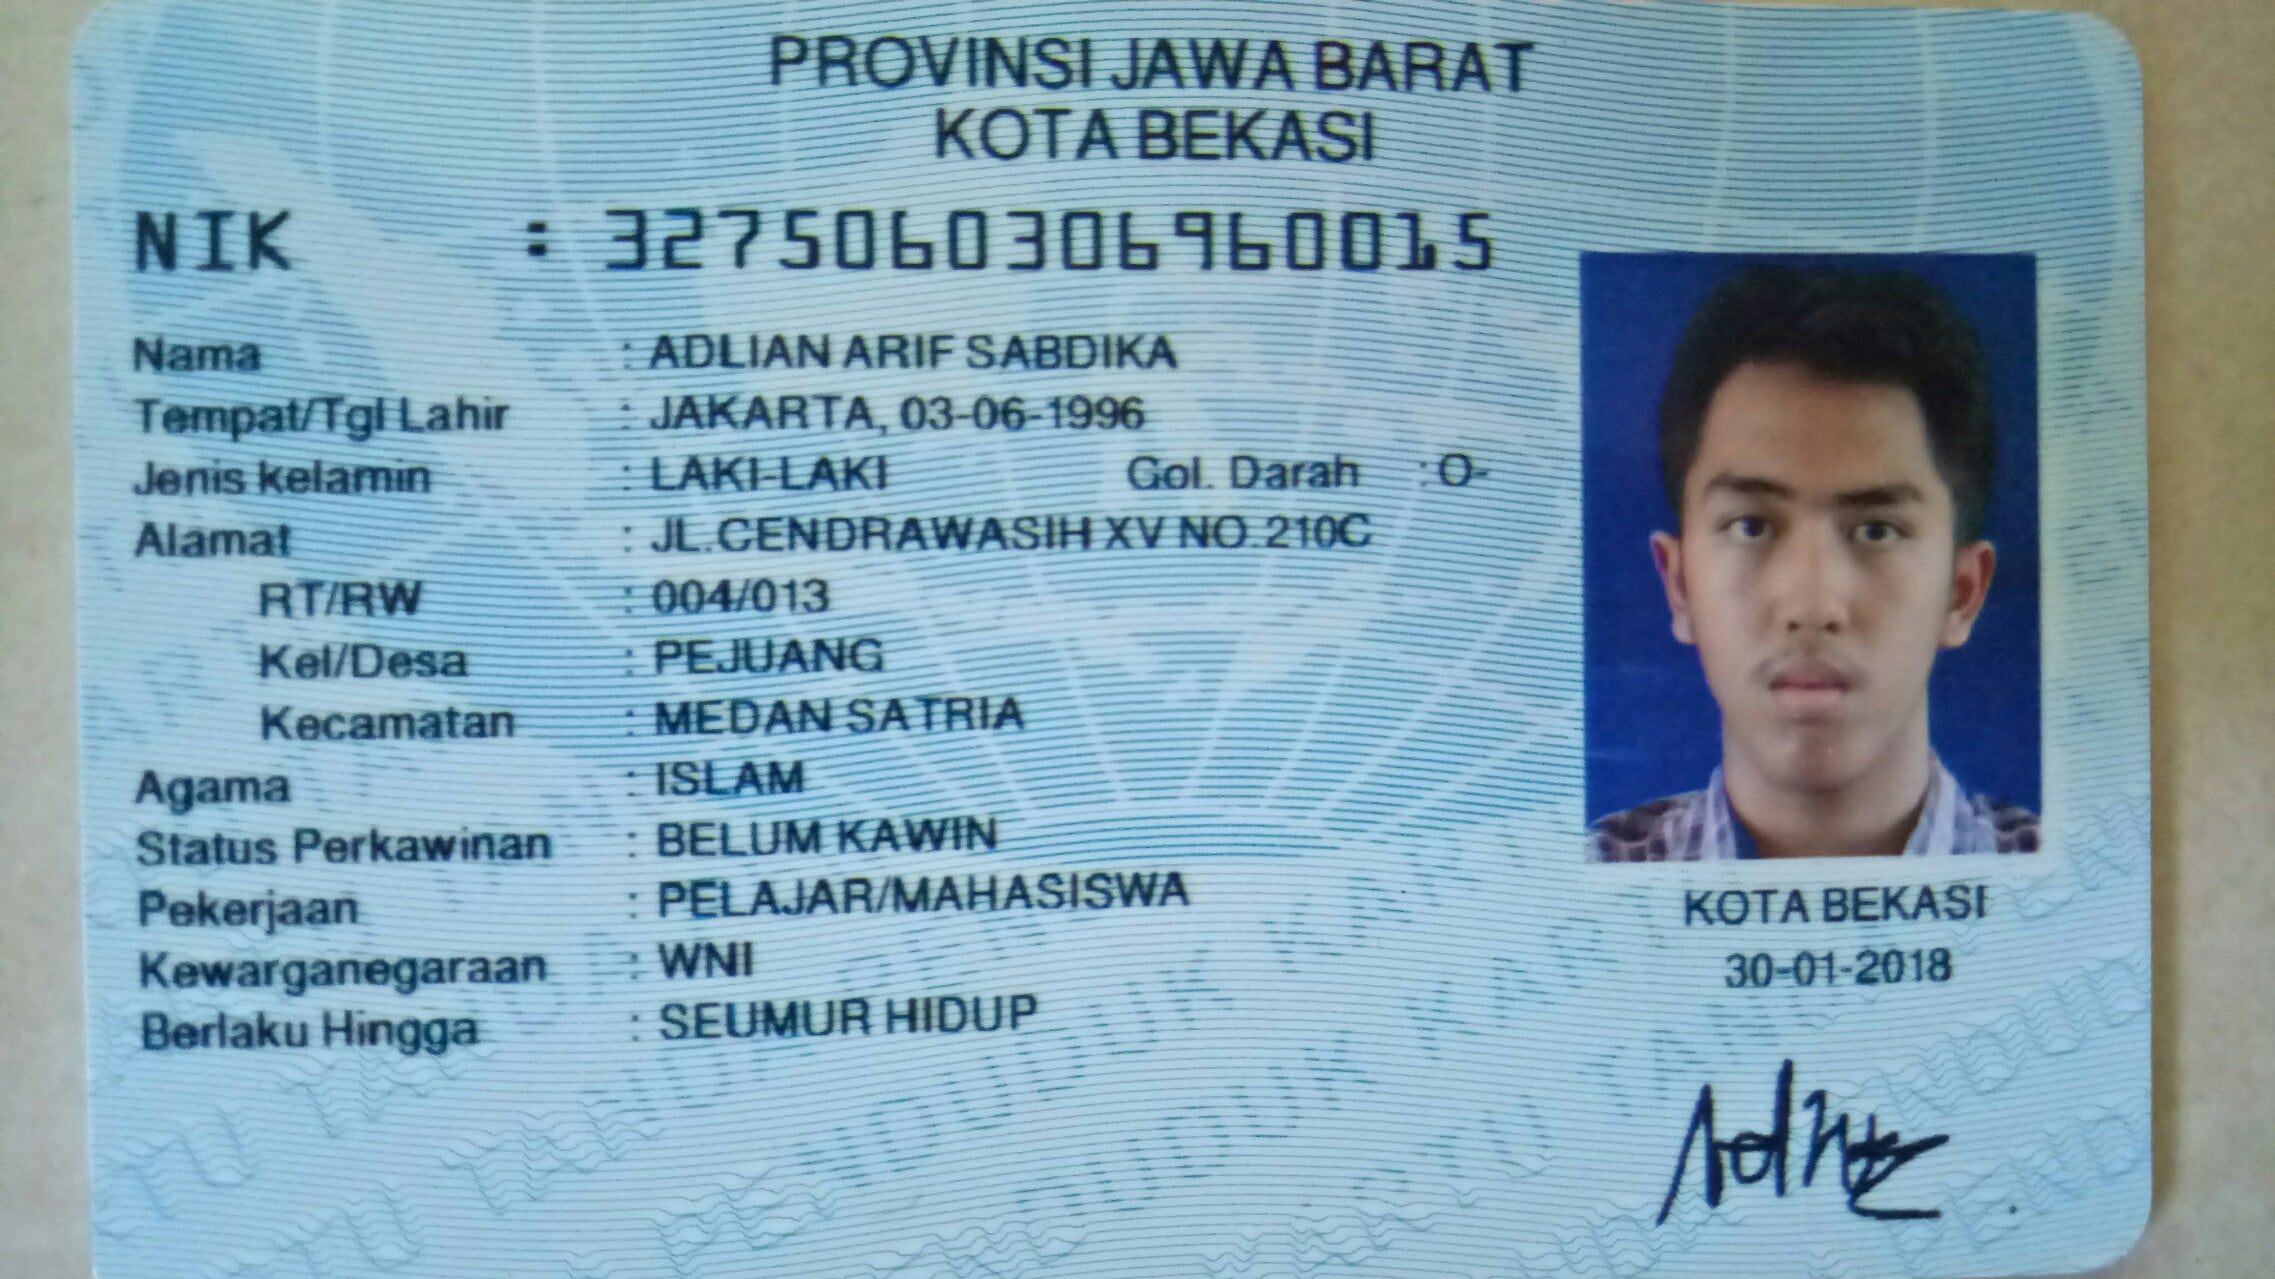 PROVINSI JAWA BARAT
KOTA BEKASI
NIK : 3275060306960015
Nama : ADLIAN ARIF SABDIKA
Tempat/Tgl Lahir : JAKARTA, 03-06-1996
Jenis kelamin : LAKI-LAKI Gol. Darah : O-
Alamat : JL.CENDRAWASIH XV NO.210C
RT/RW : 004/013
Kel/Desa : PEJUANG
Kecamatan : MEDAN SATRIA
Agama : ISLAM
Status Perkawinan : BELUM KAWIN
Pekerjaan : PELAJAR/MAHASISWA
Kewarganegaraan : WNI
Berlaku Hingga : SEUMUR HIDUP
KOTA BEKASI
30-01-2018